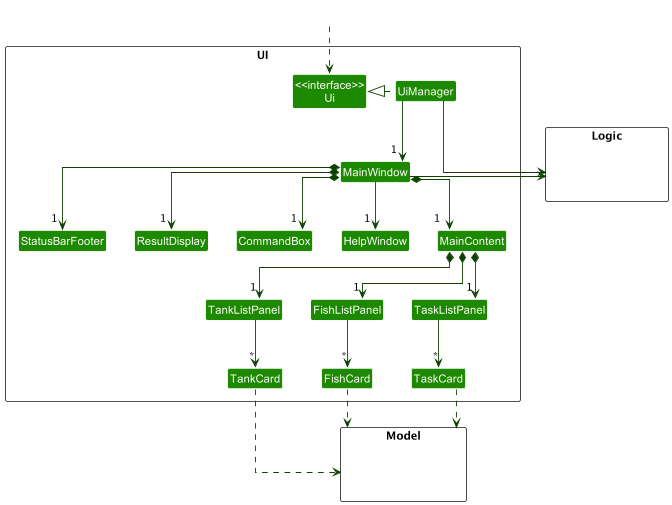 UI
<<interface>>
Ui
UiManager
Logic
1
MainWindow
1
1
1
1
1
StatusBarFooter
ResultDisplay
CommandBox
HelpWindow
MainContent
1
1
1
TankListPanel
FishListPanel
TaskListPanel
*
*
*
TankCard
FishCard
TaskCard
Model